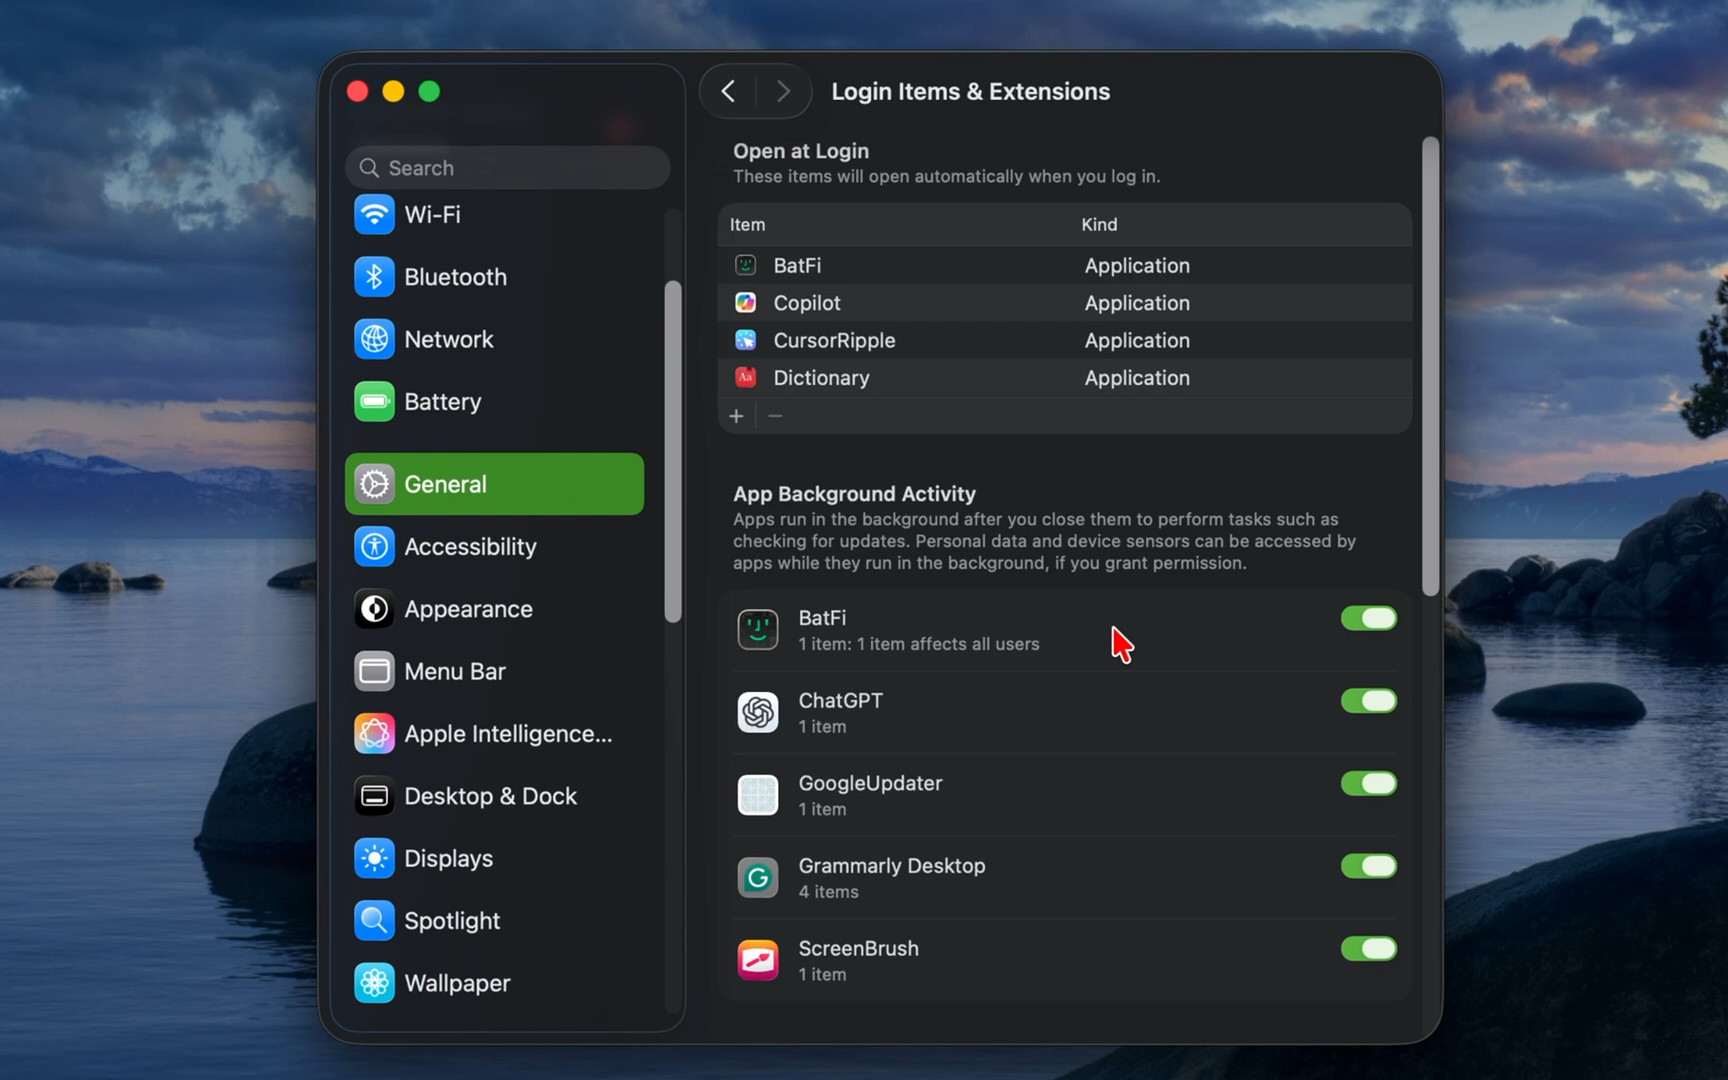 Search
Wi-Fi
Bluetooth
Network
Battery
General
Accessibility
Appearance
Menu Bar
Apple Intelligence...
Desktop & Dock
Displays
Spotlight
Wallpaper
Login Items & Extensions
Open at Login
These items will open automatically when you log in.
Item Kind
BatFi Application
Copilot Application
CursorRipple Application
Aa Dictionary Application
+ −
App Background Activity
Apps run in the background after you close them to perform tasks such as
checking for updates. Personal data and device sensors can be accessed by
apps while they run in the background, if you grant permission.
BatFi
1 item: 1 item affects all users
ChatGPT
1 item
GoogleUpdater
1 item
Grammarly Desktop
4 items
ScreenBrush
1 item